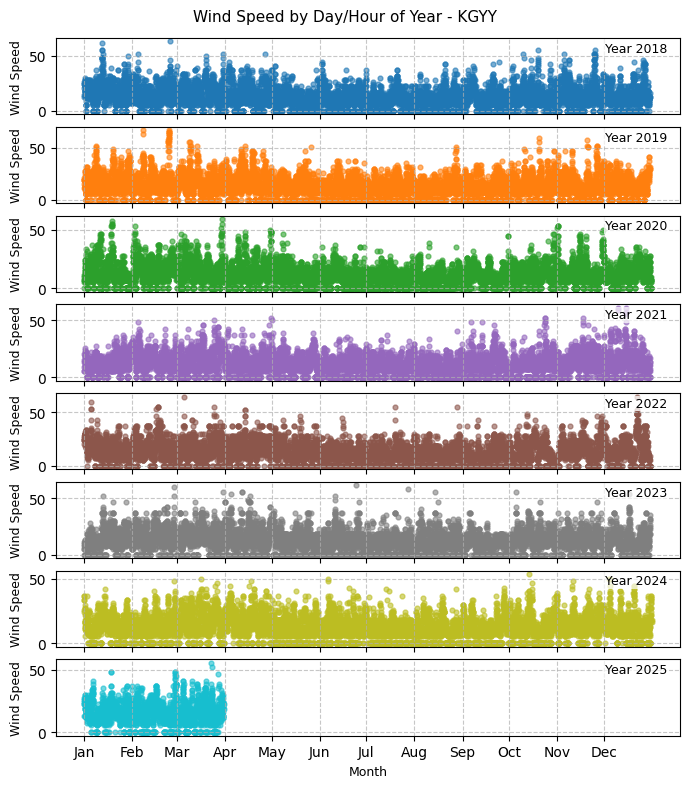 Wind Speed by Day/Hour of Year - KGYY
Wind Speed
50
0
Year 2018
Wind Speed
50
0
Year 2019
Wind Speed
50
0
Year 2020
Wind Speed
50
0
Year 2021
Wind Speed
50
0
Year 2022
Wind Speed
50
0
Year 2023
Wind Speed
50
0
Year 2024
Wind Speed
50
0
Year 2025
Jan Feb Mar Apr May Jun Jul Aug Sep Oct Nov Dec
Month